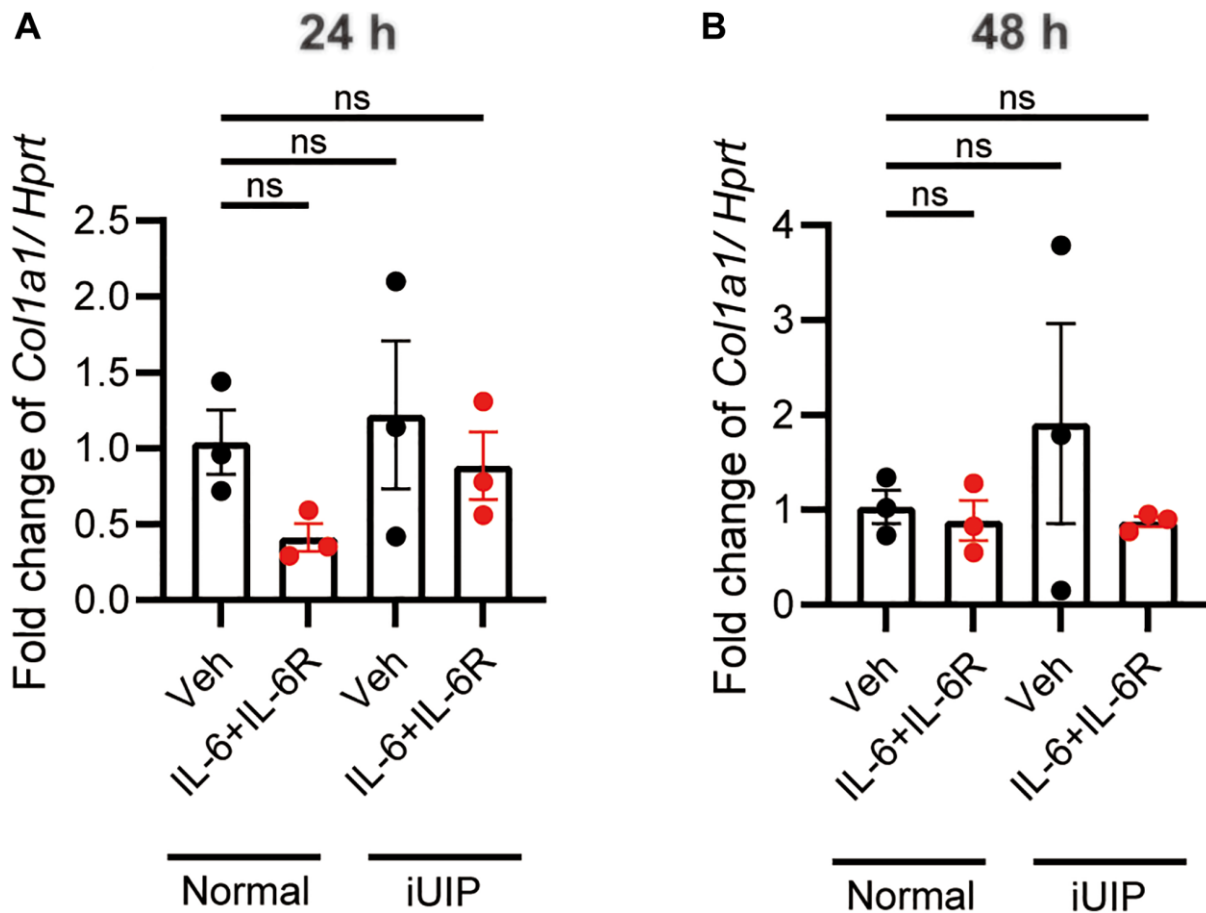 A
24 h
ns
ns
ns
Fold change of Col1a1/ Hprt
2.5
2.0
1.5
1.0
0.5
0.0
Veh
IL-6+IL-6R
Veh
IL-6+IL-6R
Normal
iUIP
B
48 h
ns
ns
ns
Fold change of Col1a1/ Hprt
4
3
2
1
0
Veh
IL-6+IL-6R
Veh
IL-6+IL-6R
Normal
iUIP